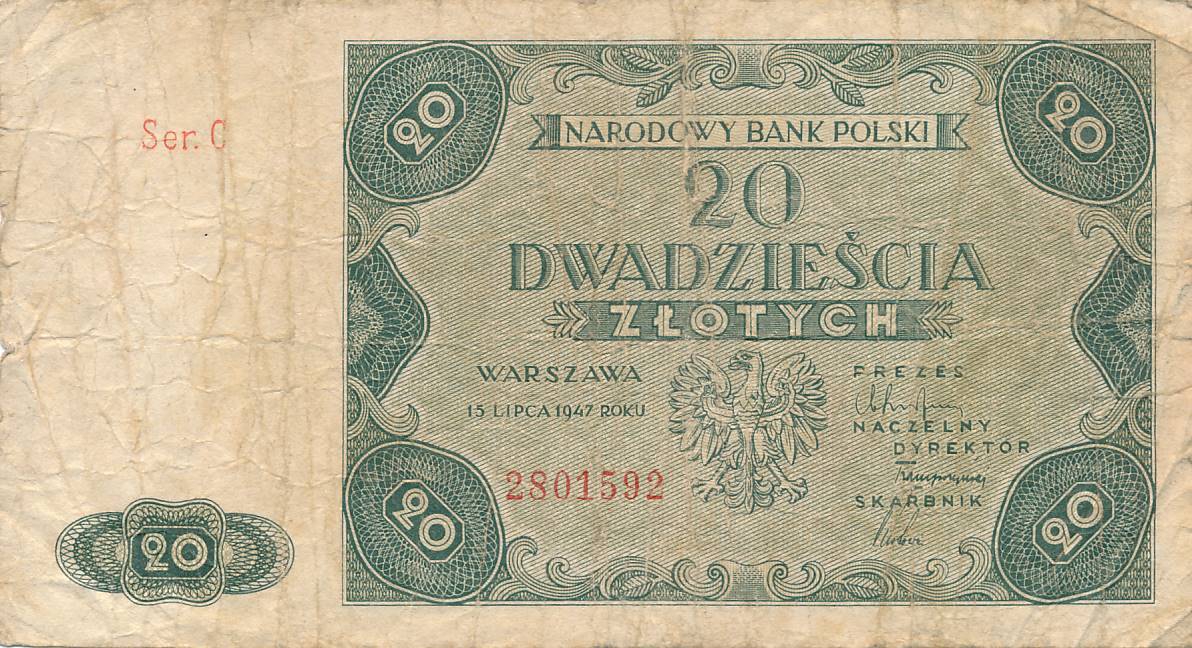 20
20
Ser. C
NARODOWY BANK POLSKI
20
DWADZIEŚCIA
ZŁOTYCH
WARSZAWA
15 LIPCA 1947 ROKU
PREZES
NACZELNY
DYREKTÓR
SKARBNIK
2801592
20
20
20